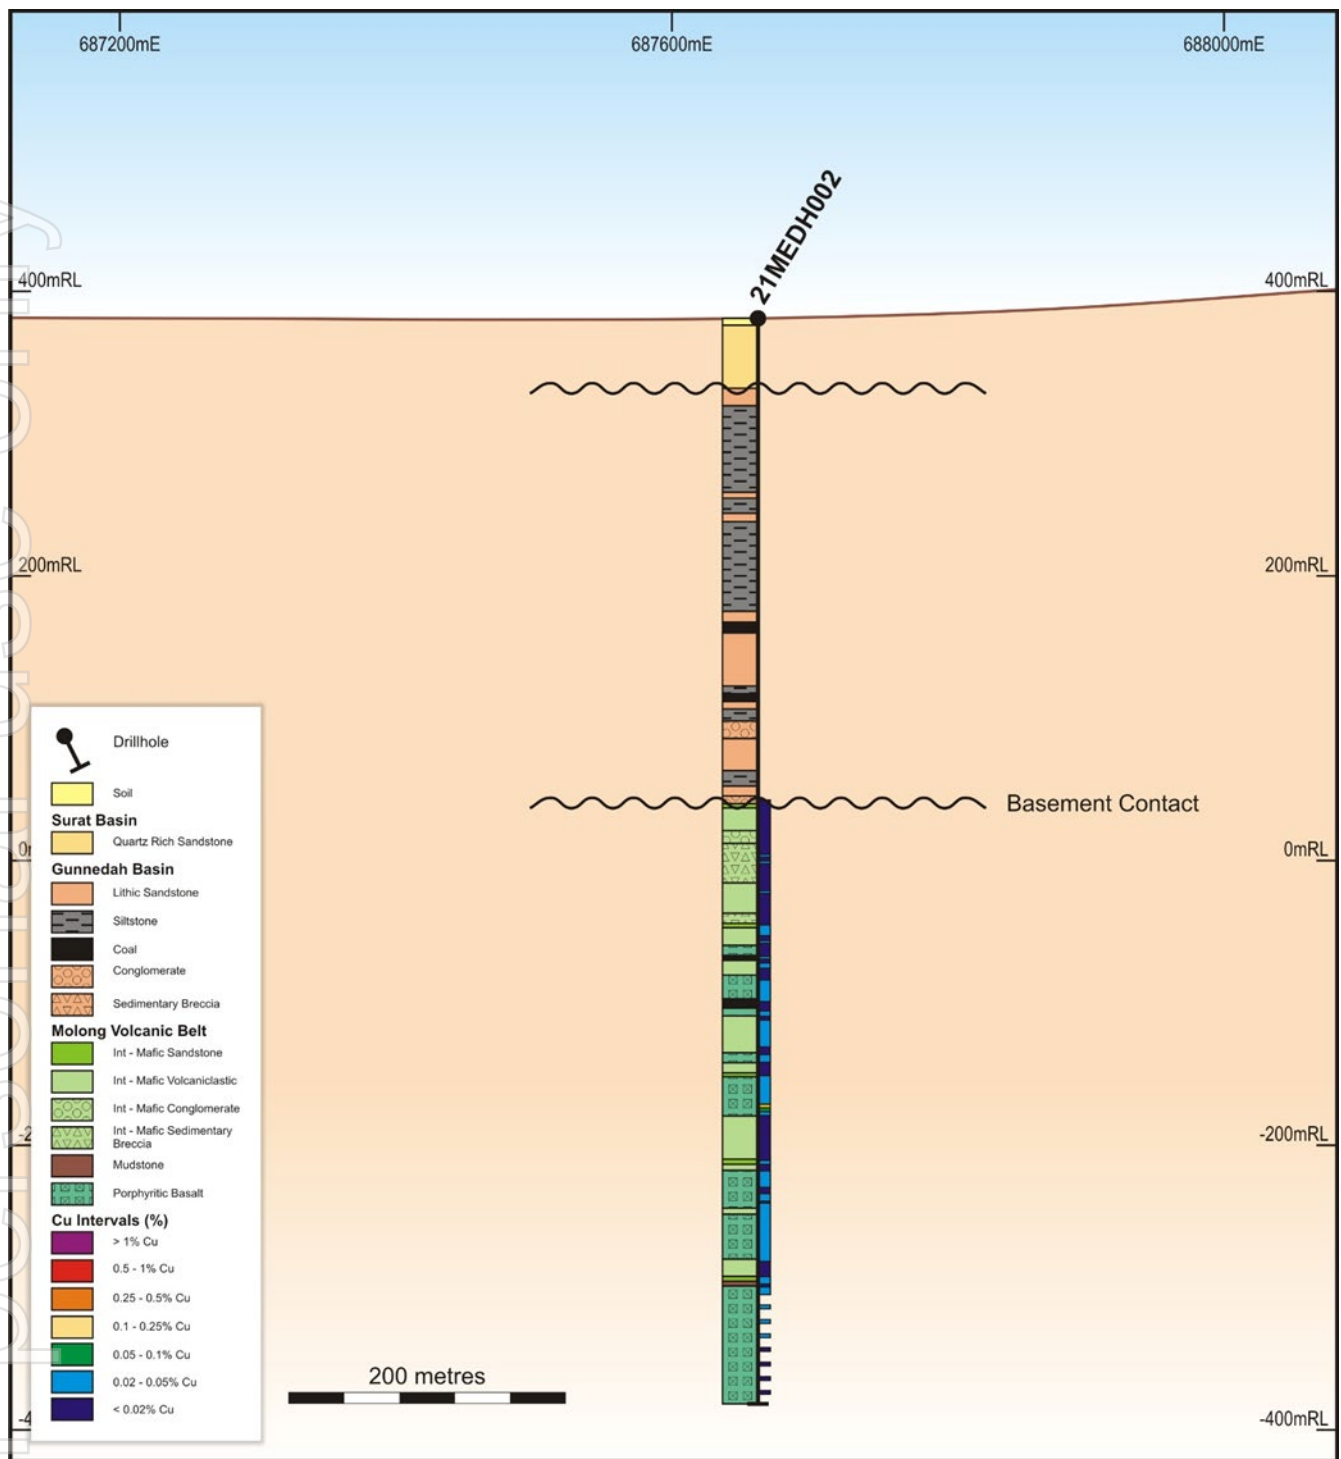 687200mE
687600mE
688000mE
21MEDH002
400mRL
400mRL
200mRL
200mRL
Basement Contact
0mRL
-200mRL
-400mRL
Drillhole
Soil
Surat Basin
Quartz Rich Sandstone
Gunnedah Basin
Lithic Sandstone
Siltstone
Coal
Conglomerate
Sedimentary Breccia
Molong Volcanic Belt
Int - Mafic Sandstone
Int - Mafic Volcaniclastic
Int - Mafic Conglomerate
Int - Mafic Sedimentary
Breccia
Mudstone
Porphyritic Basalt
Cu Intervals (%)
> 1% Cu
0.5 - 1% Cu
0.25 - 0.5% Cu
0.1 - 0.25% Cu
0.05 - 0.1% Cu
0.02 - 0.05% Cu
< 0.02% Cu
200 metres